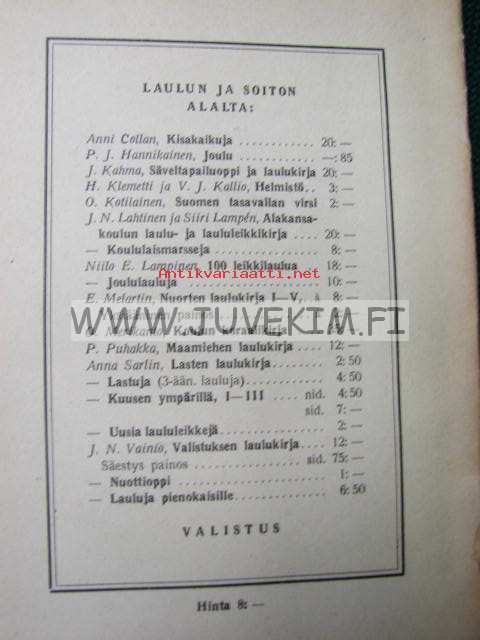 LAULUN JA SOITON
ALALTA:
Anni Collan, Kisakaikuja ............ 20: —
P. J. Hannikainen, Joulu ............ —: 85
J. Kahma, Säveltapailuoppi ja laulukirja 20: —
H. Klemetti ja V. J. Kallio, Helmistö.. 3: —
O. Kotilainen, Suomen tasavallan virsi 2: —
J. N. Lahtinen ja Siiri Lampén, Alakansa-
koulun laulu- ja laululeikkikirja .... 20: —
— Koululaismarsseja ............ 8: —
Niilo E. Lampinen, 100 leikkilaulua 18: —
Antikvariaatti.net
— Joululauluja ............ 10: —
E. Melartin, Nuorten laulukirja I—V, à 8: —
painos
WWW.TUVEKIM.FI
Koulun koraalikirja
P. Puhakka, Maamiehen laulukirja .... 12: —
Anna Sarlin, Lasten laulukirja ........ 2: 50
— Lastuja (3-ään. lauluja) ............ 4: 50
— Kuusen ympärillä, I—III .... nid. 4: 50
sid. 7: —
— Uusia laululeikkejä ............ 2: —
J. N. Vainio, Valistuksen laulukirja .... 12: —
Säestys painos ............ sid. 75: —
— Nuottioppi ............ 1: —
— Lauluja pienokaisille ............ 6: 50
VALISTUS
Hinta 8: —